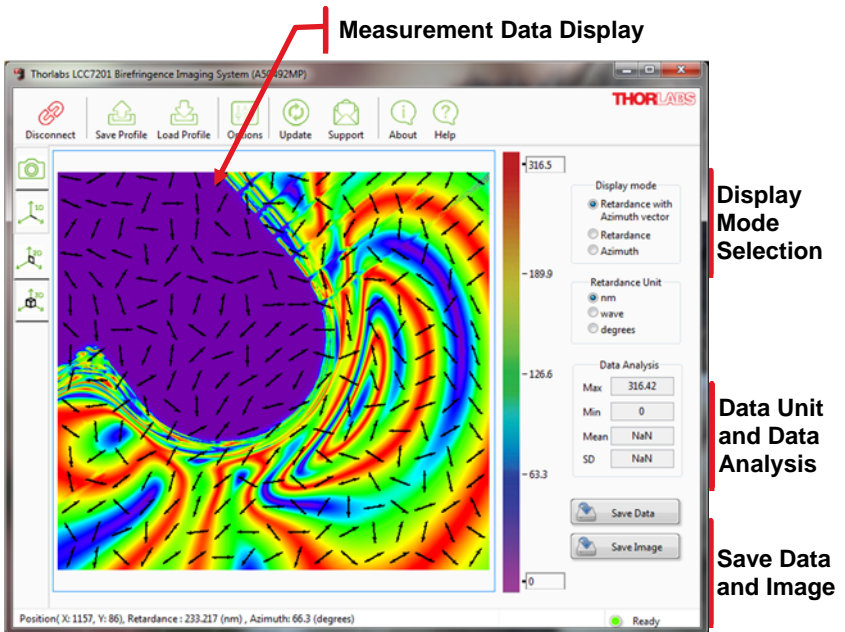 Measurement Data Display
Thorlabs LCC7201 Birefringence Imaging System (A50492MP)
THORLABS
Disconnect Save Profile Load Profile Options Update Support About Help
1D
2D
3D
316.5
189.9
126.6
63.3
0
Display mode
Retardance with
Azimuth vector
Retardance
Azimuth
Retardance Unit
nm
wave
degrees
Data Analysis
Max 316.42
Min 0
Mean NaN
SD NaN
Save Data
Save Image
Display
Mode
Selection
Data Unit
and Data
Analysis
Save Data
and Image
Position( X: 1157, Y: 86), Retardance : 233.217 (nm) , Azimuth: 66.3 (degrees)
Ready